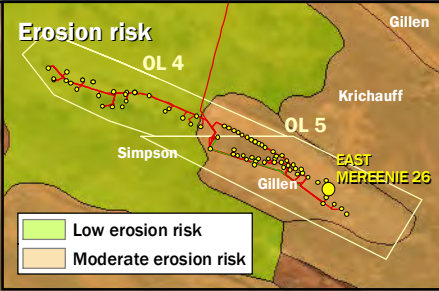 Erosion risk
Gillen
OL 4
Krichauff
OL 5
Simpson
EAST
MEREENIE 26
Gillen
Low erosion risk
Moderate erosion risk